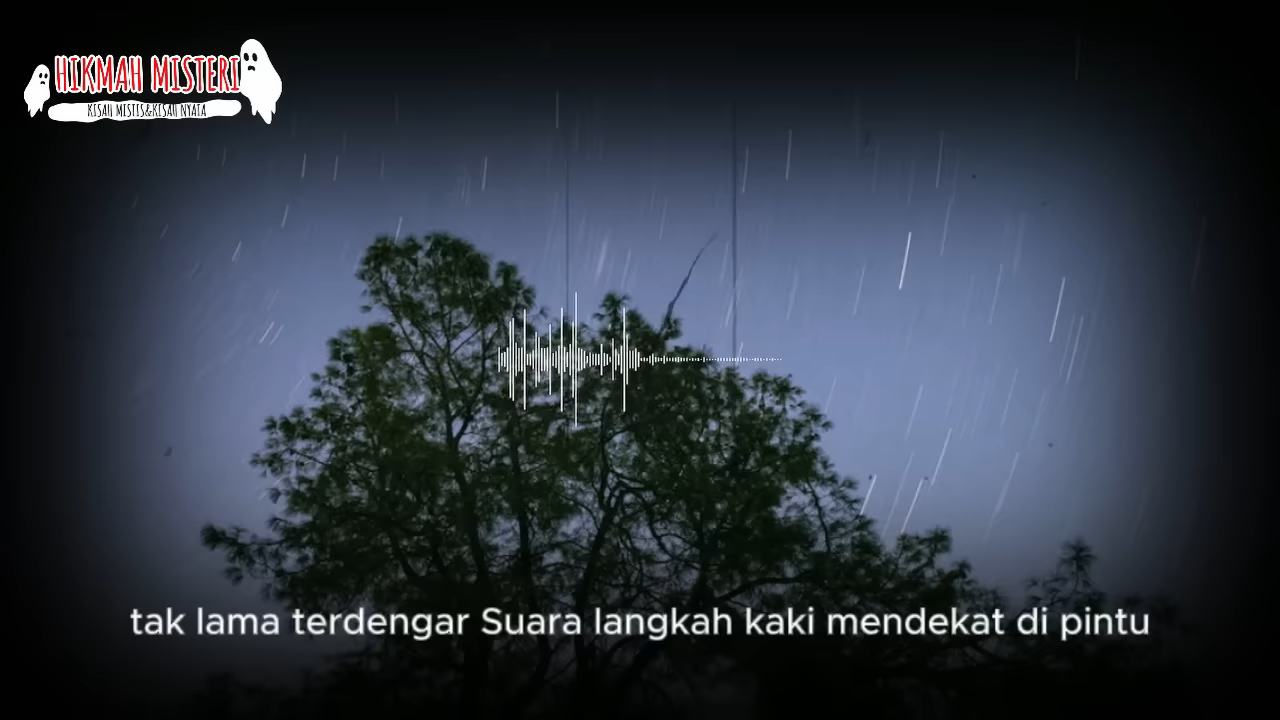 HIKMAH MISTERI
KISAH MISTIS&KISAH NYATA
tak lama terdengar Suara langkah kaki mendekat di pintu